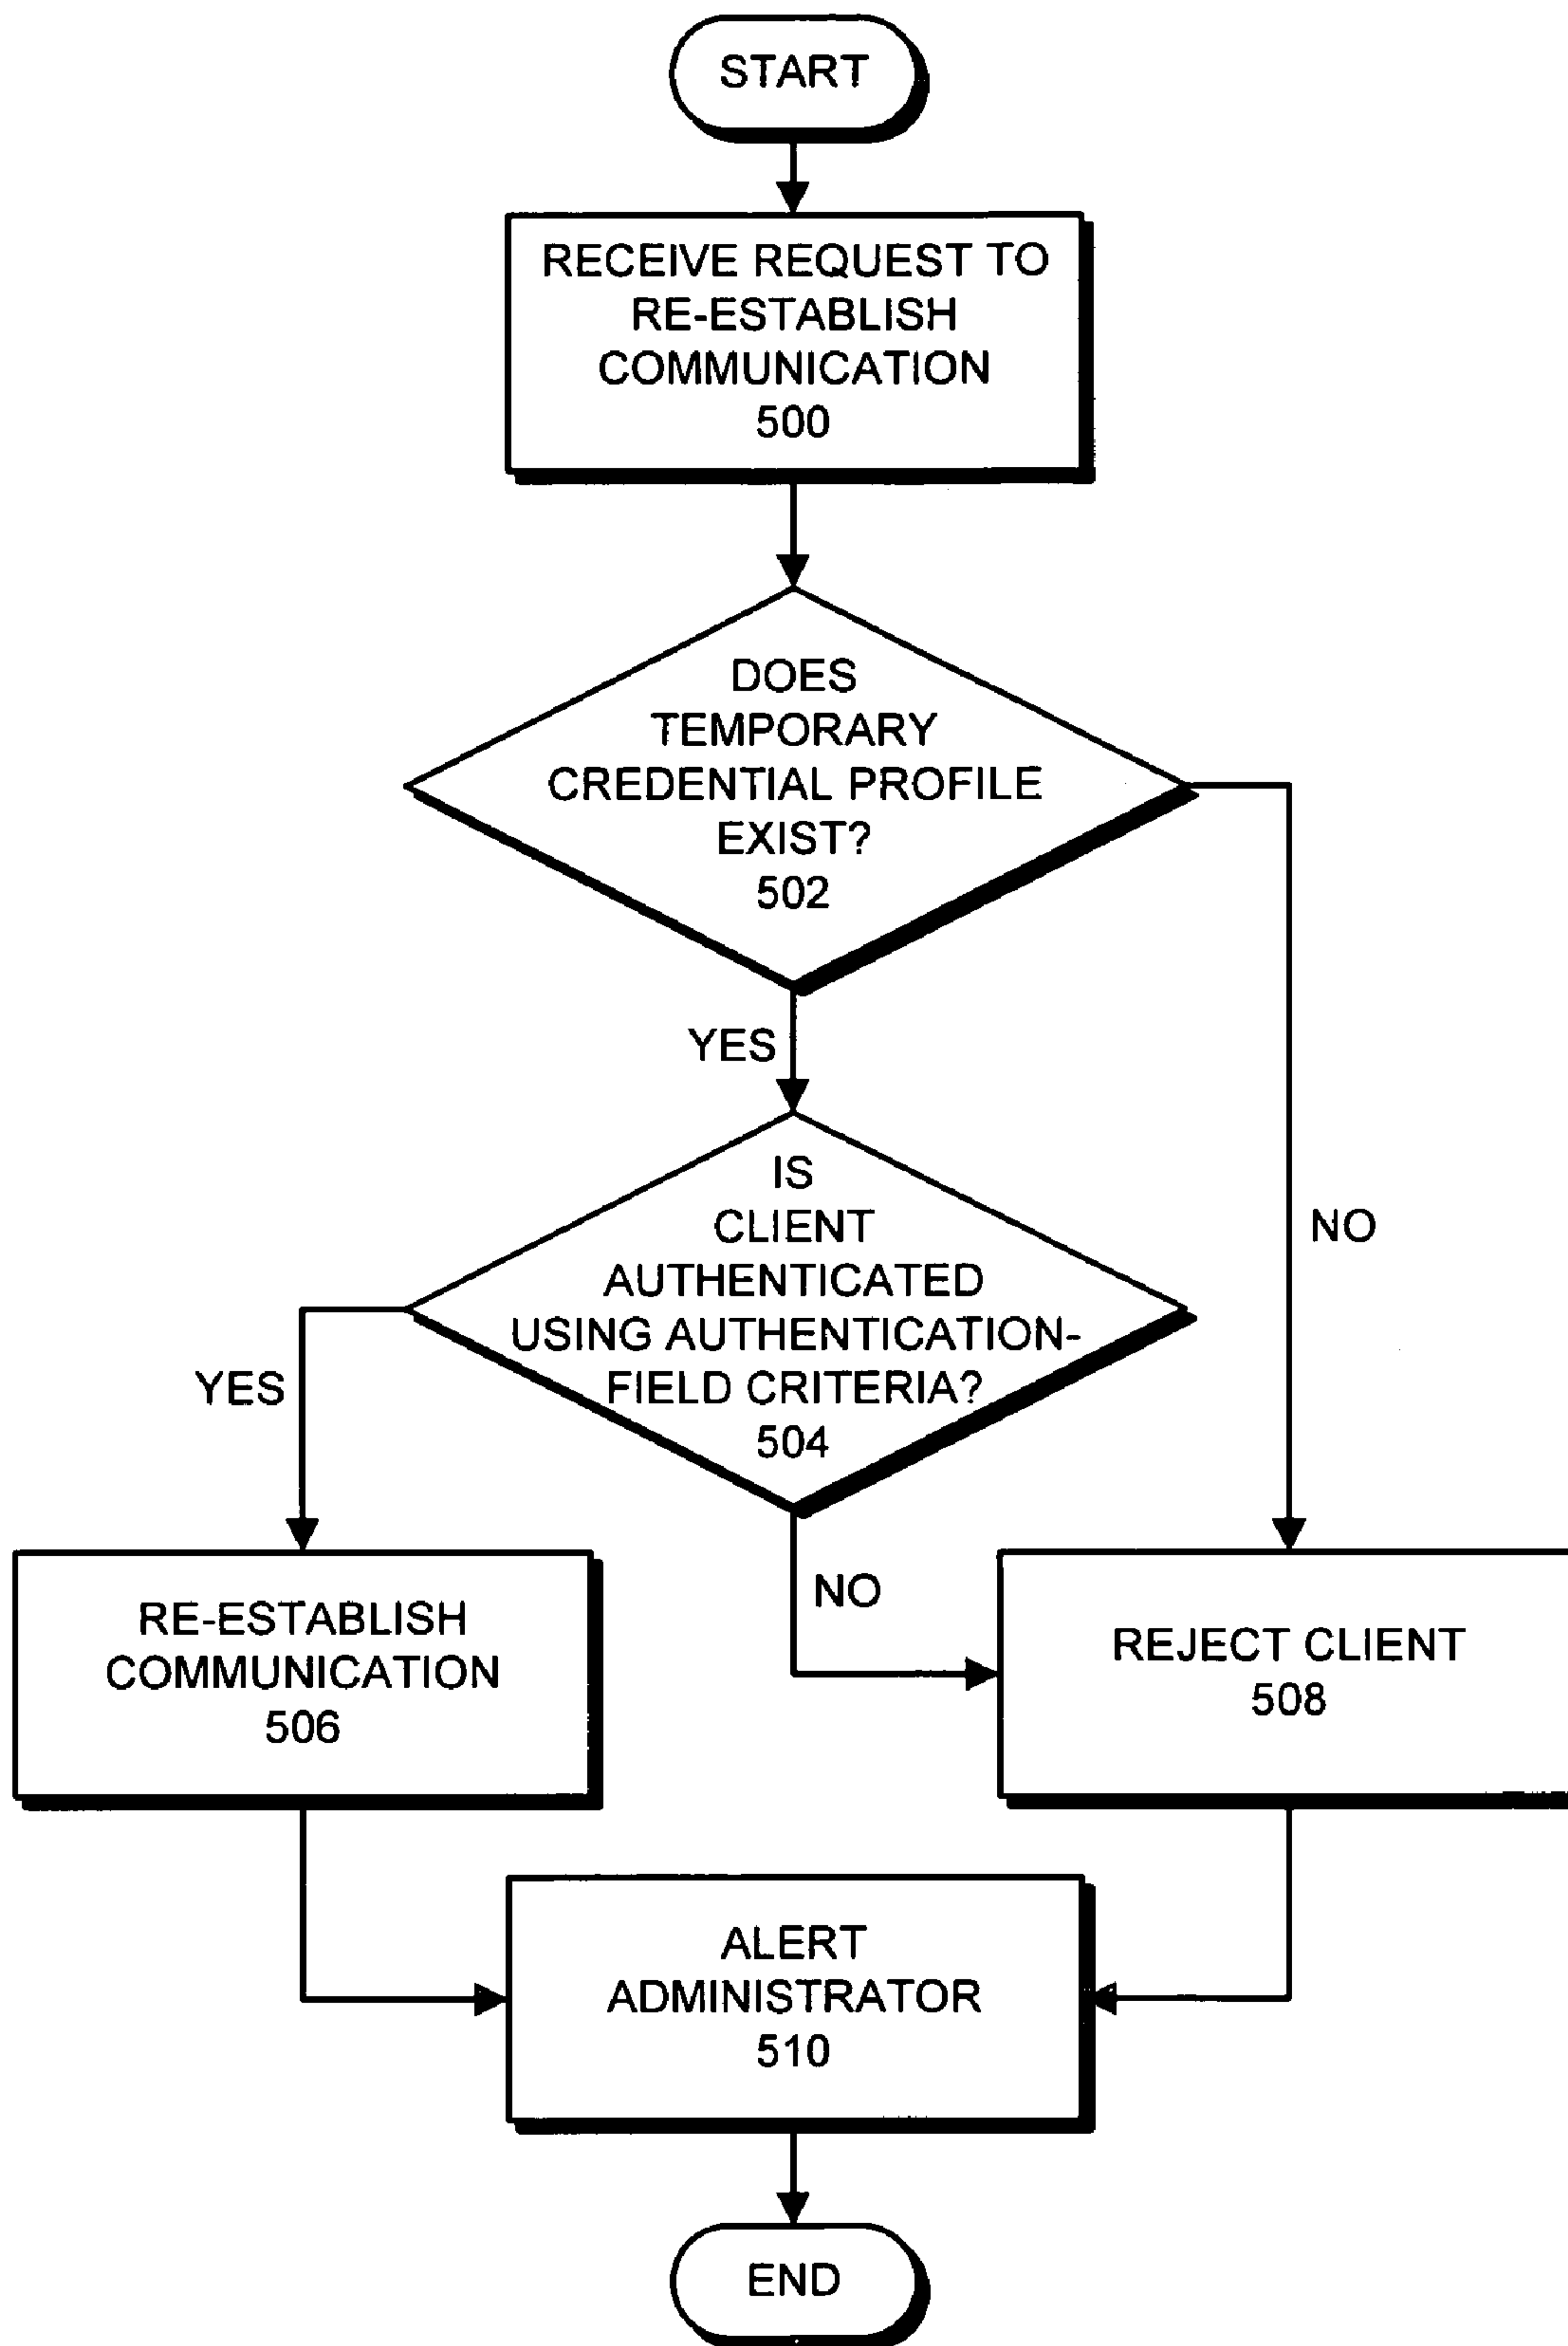 START
RECEIVE REQUEST TO
RE-ESTABLISH
COMMUNICATION
500
DOES
TEMPORARY
CREDENTIAL PROFILE
EXIST?
502
YES
NO
IS
CLIENT
AUTHENTICATED
USING AUTHENTICATION-
FIELD CRITERIA?
504
YES
NO
RE-ESTABLISH
COMMUNICATION
506
REJECT CLIENT
508
ALERT
ADMINISTRATOR
510
END